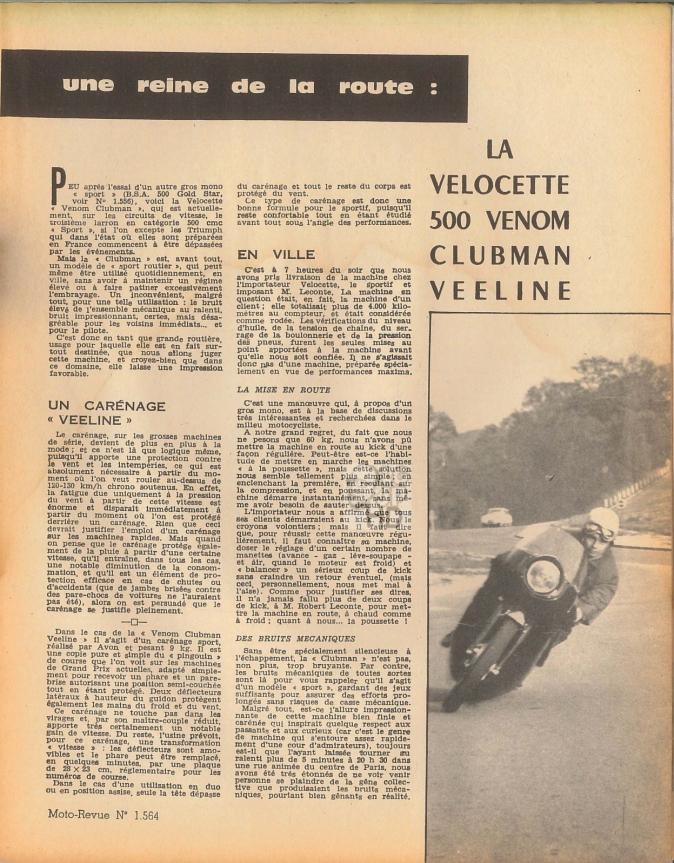 une reine de la route :
LA
VELOCETTE
500 VENOM
CLUBMAN
VEELINE
PEU après l'essai d'un autre gros mono
« sport » (B.S.A. 500 Gold Star,
voir N° 1.556), voici la Velocette
« Venom Clubman », qui est actuelle-
ment, sur les circuits de vitesse, le
troisième larron en catégorie 500 cmc
« Sport », si l'on excepte les Triumph
qui dans l'état où elles sont préparées
en France commencent à être dépassées
par les événements.
Mais la « Clubman » est, avant tout,
un modèle de « sport routier », qui peut
même être utilisé quotidiennement, en
ville, sans avoir à maintenir un régime
élevé ou à faire patiner excessivement
l'embrayage. Un inconvénient, malgré
tout, pour une telle utilisation : le bruit
élevé de l'ensemble mécanique au ralenti,
bruit impressionnant, certes, mais désa-
gréable pour les voisins immédiats... et
pour le pilote.
C'est donc en tant que grande routière,
usage pour laquelle elle est en fait sur-
tout destinée, que nous allons juger
cette machine, et croyez-bien que dans
ce domaine, elle laisse une impression
favorable.
UN CARÉNAGE
« VEELINE »
Le carénage, sur les grosses machines
de série, devient de plus en plus à la
mode ; et ce n'est là que logique même,
puisqu'il apporte une protection contre
le vent et les intempéries, ce qui est
absolument nécessaire à partir du mo-
ment où l'on veut rouler au-dessus de
120-130 km/h chrono soutenus. En effet,
la fatigue due uniquement à la pression
du vent à partir de cette vitesse est
énorme et disparaît immédiatement à
partir du moment où l'on est protégé
derrière un carénage. Rien que ceci
devrait justifier l'emploi d'un carénage
sur les machines rapides. Mais quand
on pense que le carénage protège égale-
ment de la pluie à partir d'une certaine
vitesse, qu'il entraîne, dans tous les cas,
une notable diminution de la consom-
mation, et qu'il est un élément de pro-
tection efficace en cas de chutes ou
d'accidents (que de jambes brisées contre
des pare-chocs de voitures ne l'auraient
pas été), alors on est persuadé que le
carénage se justifie pleinement.
Dans le cas de la « Venom Clubman
Veeline » il s'agit d'un carénage sport,
réalisé par Avon et pesant 9 kg. Il est
une copie pure et simple du « pingouin »
de course que l'on voit sur les machines
de Grand Prix actuelles, adapté simple-
ment pour recevoir un phare et un pare-
brise autorisant une position semi-couchée
tout en étant protégé. Deux déflecteurs
latéraux à hauteur du guidon protègent
également les mains du froid et du vent.
Ce carénage ne touche pas dans les
virages et, par son maître-couple réduit,
apporte très certainement un notable
gain de vitesse. Du reste, l'usine prévoit,
pour ce carénage, une transformation
« vitesse » : les déflecteurs sont amo-
vibles et le phare peut être remplacé,
en quelques minutes, par une plaque
de 28 × 23 cm, réglementaire pour les
numéros de course.
Dans le cas d'une utilisation en duo
ou en position assise, seule la tête dépasse
du carénage et tout le reste du corps est
protégé du vent.
Ce type de carénage est donc une
bonne formule pour le sportif, puisqu'il
reste confortable tout en étant étudié
avant tout sous l'angle des performances.
EN VILLE
C'est à 7 heures du soir que nous
avons pris livraison de la machine chez
l'importateur Velocette, le sportif et
imposant M. Leconte. La machine en
question était, en fait, la machine d'un
client ; elle totalisait plus de 4.000 kilo-
mètres au compteur, et était considérée
comme rodée. Les vérifications du niveau
d'huile, de la tension de chaîne, du ser-
rage de la boulonnerie et de la pression
des pneus, furent les seules mises au
point apportées à la machine avant
qu'elle nous soit confiée. Il ne s'agissait
donc pas d'une machine, préparée spécia-
lement en vue de performances maxima.
LA MISE EN ROUTE
C'est une manœuvre qui, à propos d'un
gros mono, est à la base de discussions
très intéressantes et recherchées dans le
milieu motocycliste.
A notre grand regret, du fait que nous
ne pesons que 60 kg, nous n'avons pû
mettre la machine en route au kick d'une
façon régulière. Peut-être est-ce l'habi-
tude de mettre en marche les machines
« à la poussette », mais cette solution
nous semble tellement plus simple : en
enclenchant la première, en roulant sur
la compression, et en poussant, la ma-
chine démarre instantanément, sans mê-
me avoir besoin de sauter
L'importateur nous a affirmé que tous
ses clients démarraient au kick. Nous le
croyons volontiers ; mais il faut dire
que, pour réussir cette manœuvre régu-
lièrement, il faut connaître sa machine,
doser le réglage d'un certain nombre de
manettes (avance - gaz - lève-soupape -
et air, quand le moteur est froid) et
« balancer » un sérieux coup de kick
sans craindre un retour éventuel, (mais
ceci, personnellement, nous met mal à
l'aise). Comme pour justifier ses dires,
il n'a jamais fallu plus de deux coups
de kick, à M. Robert Leconte, pour met-
tre la machine en route, à chaud comme
à froid ; quant à nous... la poussette !
DES BRUITS MECANIQUES
Sans être spécialement silencieux à
l'échappement, la « Clubman » n'est pas,
non plus, trop bruyante. Par contre,
les bruits mécaniques de toutes sortes
sont là pour vous rappeler qu'il s'agit
d'un modèle « sport », gardant des jeux
suffisants pour assurer des efforts pro-
longés sans risques de casse mécanique.
Malgré tout, est-ce l'allure impression-
nante de cette machine bien finie et
carénée qui inspirait quelque respect aux
passants et aux curieux (car c'est le genre
de machine qui s'entoure assez rapide-
ment d'une cour d'admirateurs), toujours
est-il que l'ayant laissée tourner au
ralenti plus de 5 minutes à 20 h 30 dans
une rue animée du centre de Paris, nous
avons été très étonnés de ne voir venir
personne se plaindre de la gêne collec-
tive que produisaient les bruits méca-
niques, pourtant bien gênants en réalité.
Moto-Revue N° 1.564